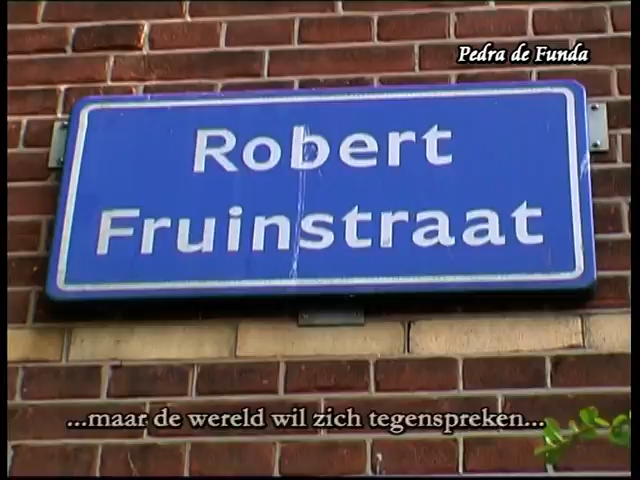 Pedra de Funda
Robert
Fruinstraat
...maar de wereld wil zich tegenspreken...